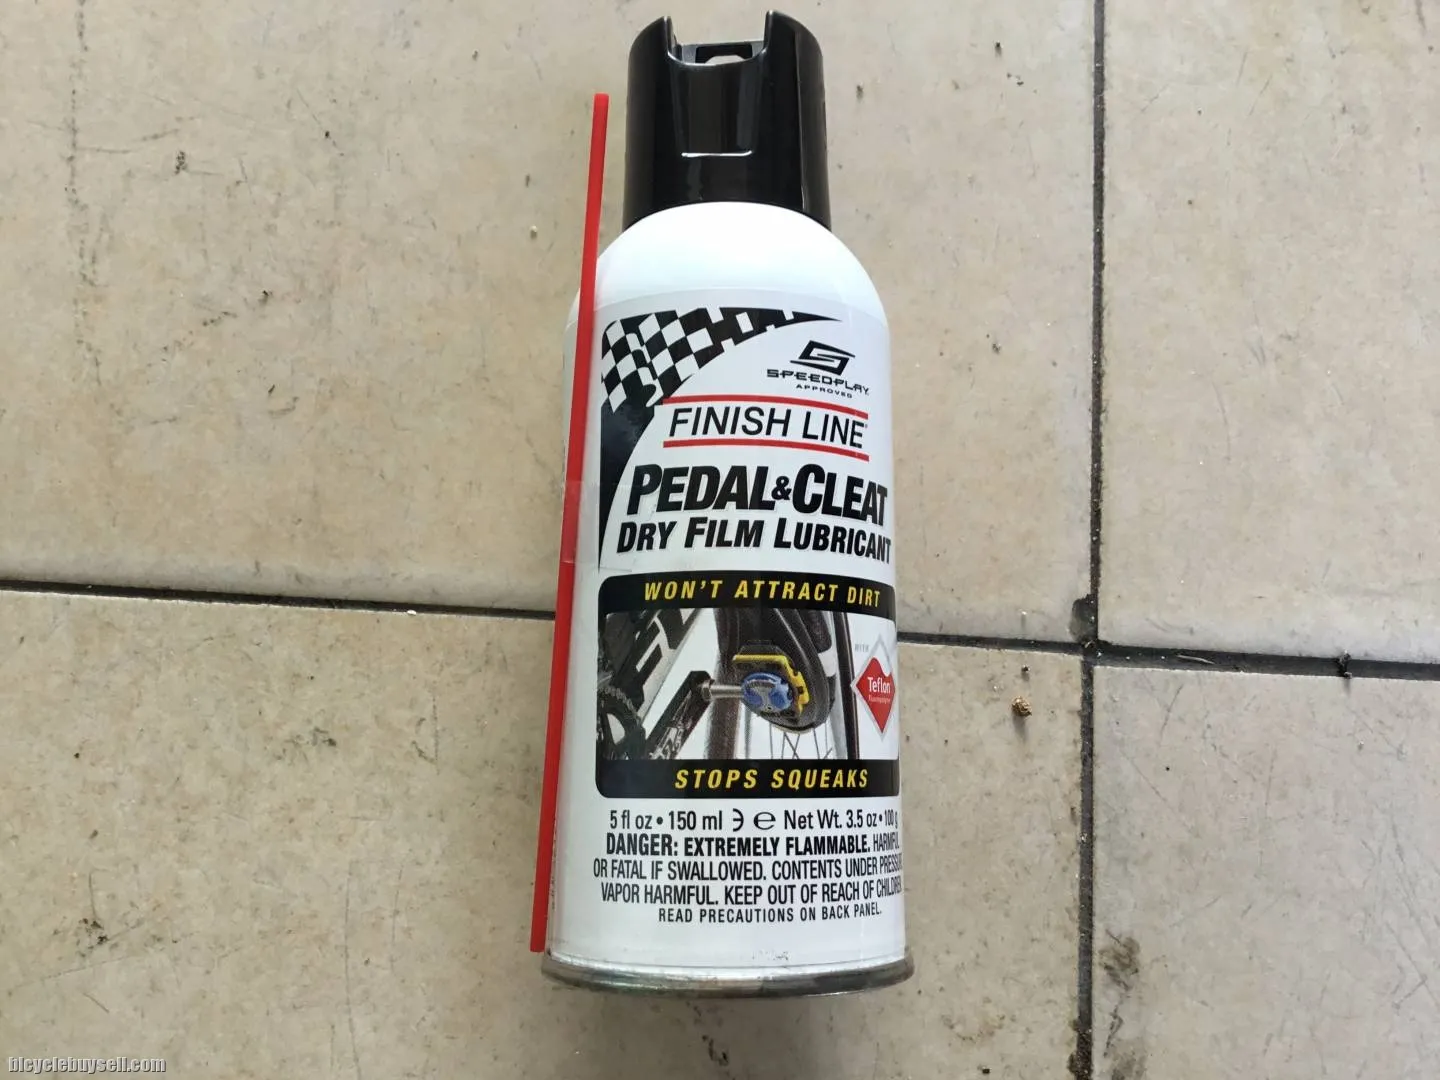 SPEEDPLAY
APPROVED
FINISH LINE
PEDAL & CLEAT
DRY FILM LUBRICANT
WON'T ATTRACT DIRT
WITH
Teflon
STOPS SQUEAKS
5 fl oz • 150 ml ℮ Net Wt. 3.5 oz • 100 g
DANGER: EXTREMELY FLAMMABLE. HARMFUL
OR FATAL IF SWALLOWED. CONTENTS UNDER PRESSURE.
VAPOR HARMFUL. KEEP OUT OF REACH OF CHILDREN.
READ PRECAUTIONS ON BACK PANEL.
bicyclebuysell.com